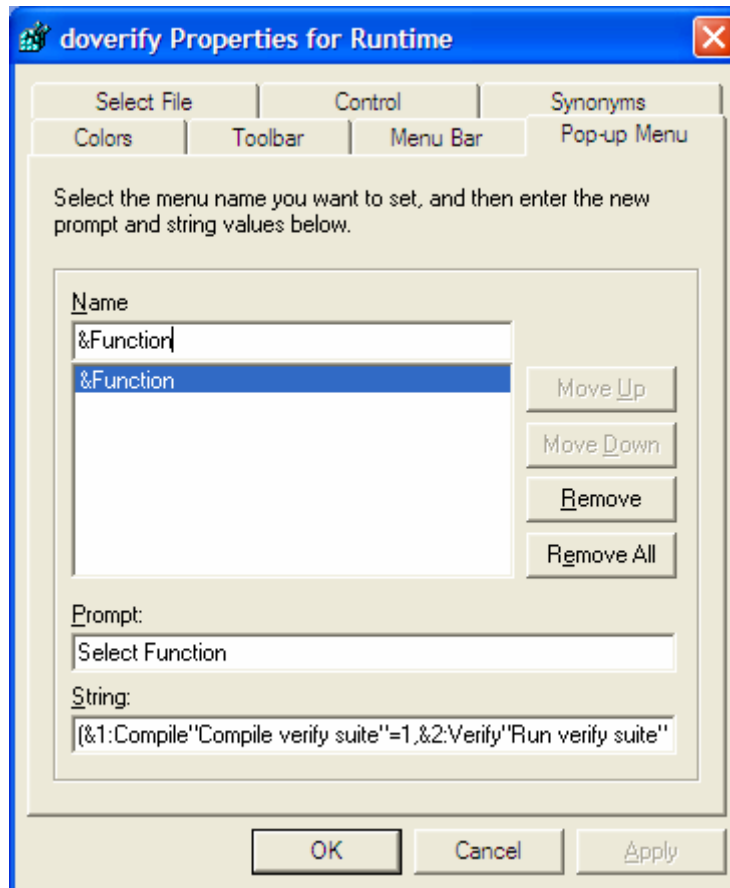 doverify Properties for Runtime
Select File Control Synonyms
Colors Toolbar Menu Bar Pop-up Menu
Select the menu name you want to set, and then enter the new
prompt and string values below.
Name
&Function
&Function
Move Up
Move Down
Remove
Remove All
Prompt:
Select Function
String:
(&1:Compile"Compile verify suite"=1,&2:Verify"Run verify suite"
OK Cancel Apply